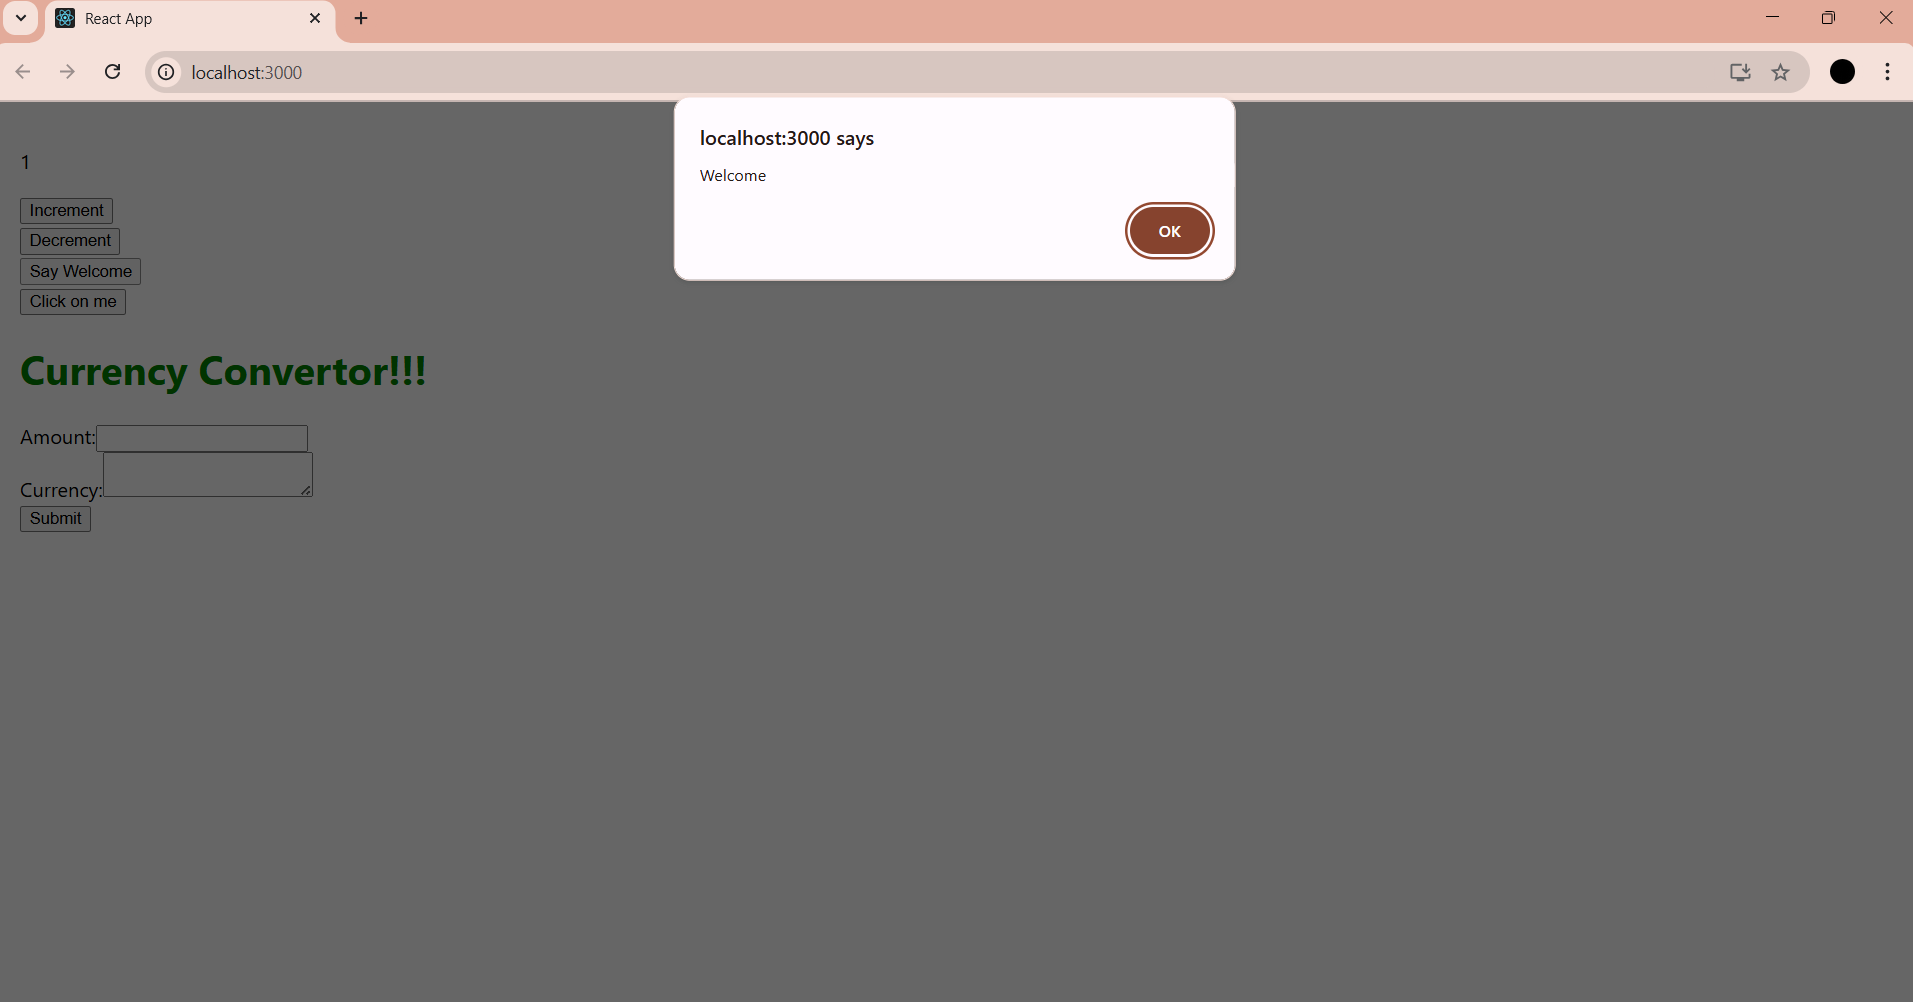 React App
localhost:3000
localhost:3000 says
Welcome
OK
1
Increment
Decrement
Say Welcome
Click on me
Currency Convertor!!!
Amount:
Currency:
Submit